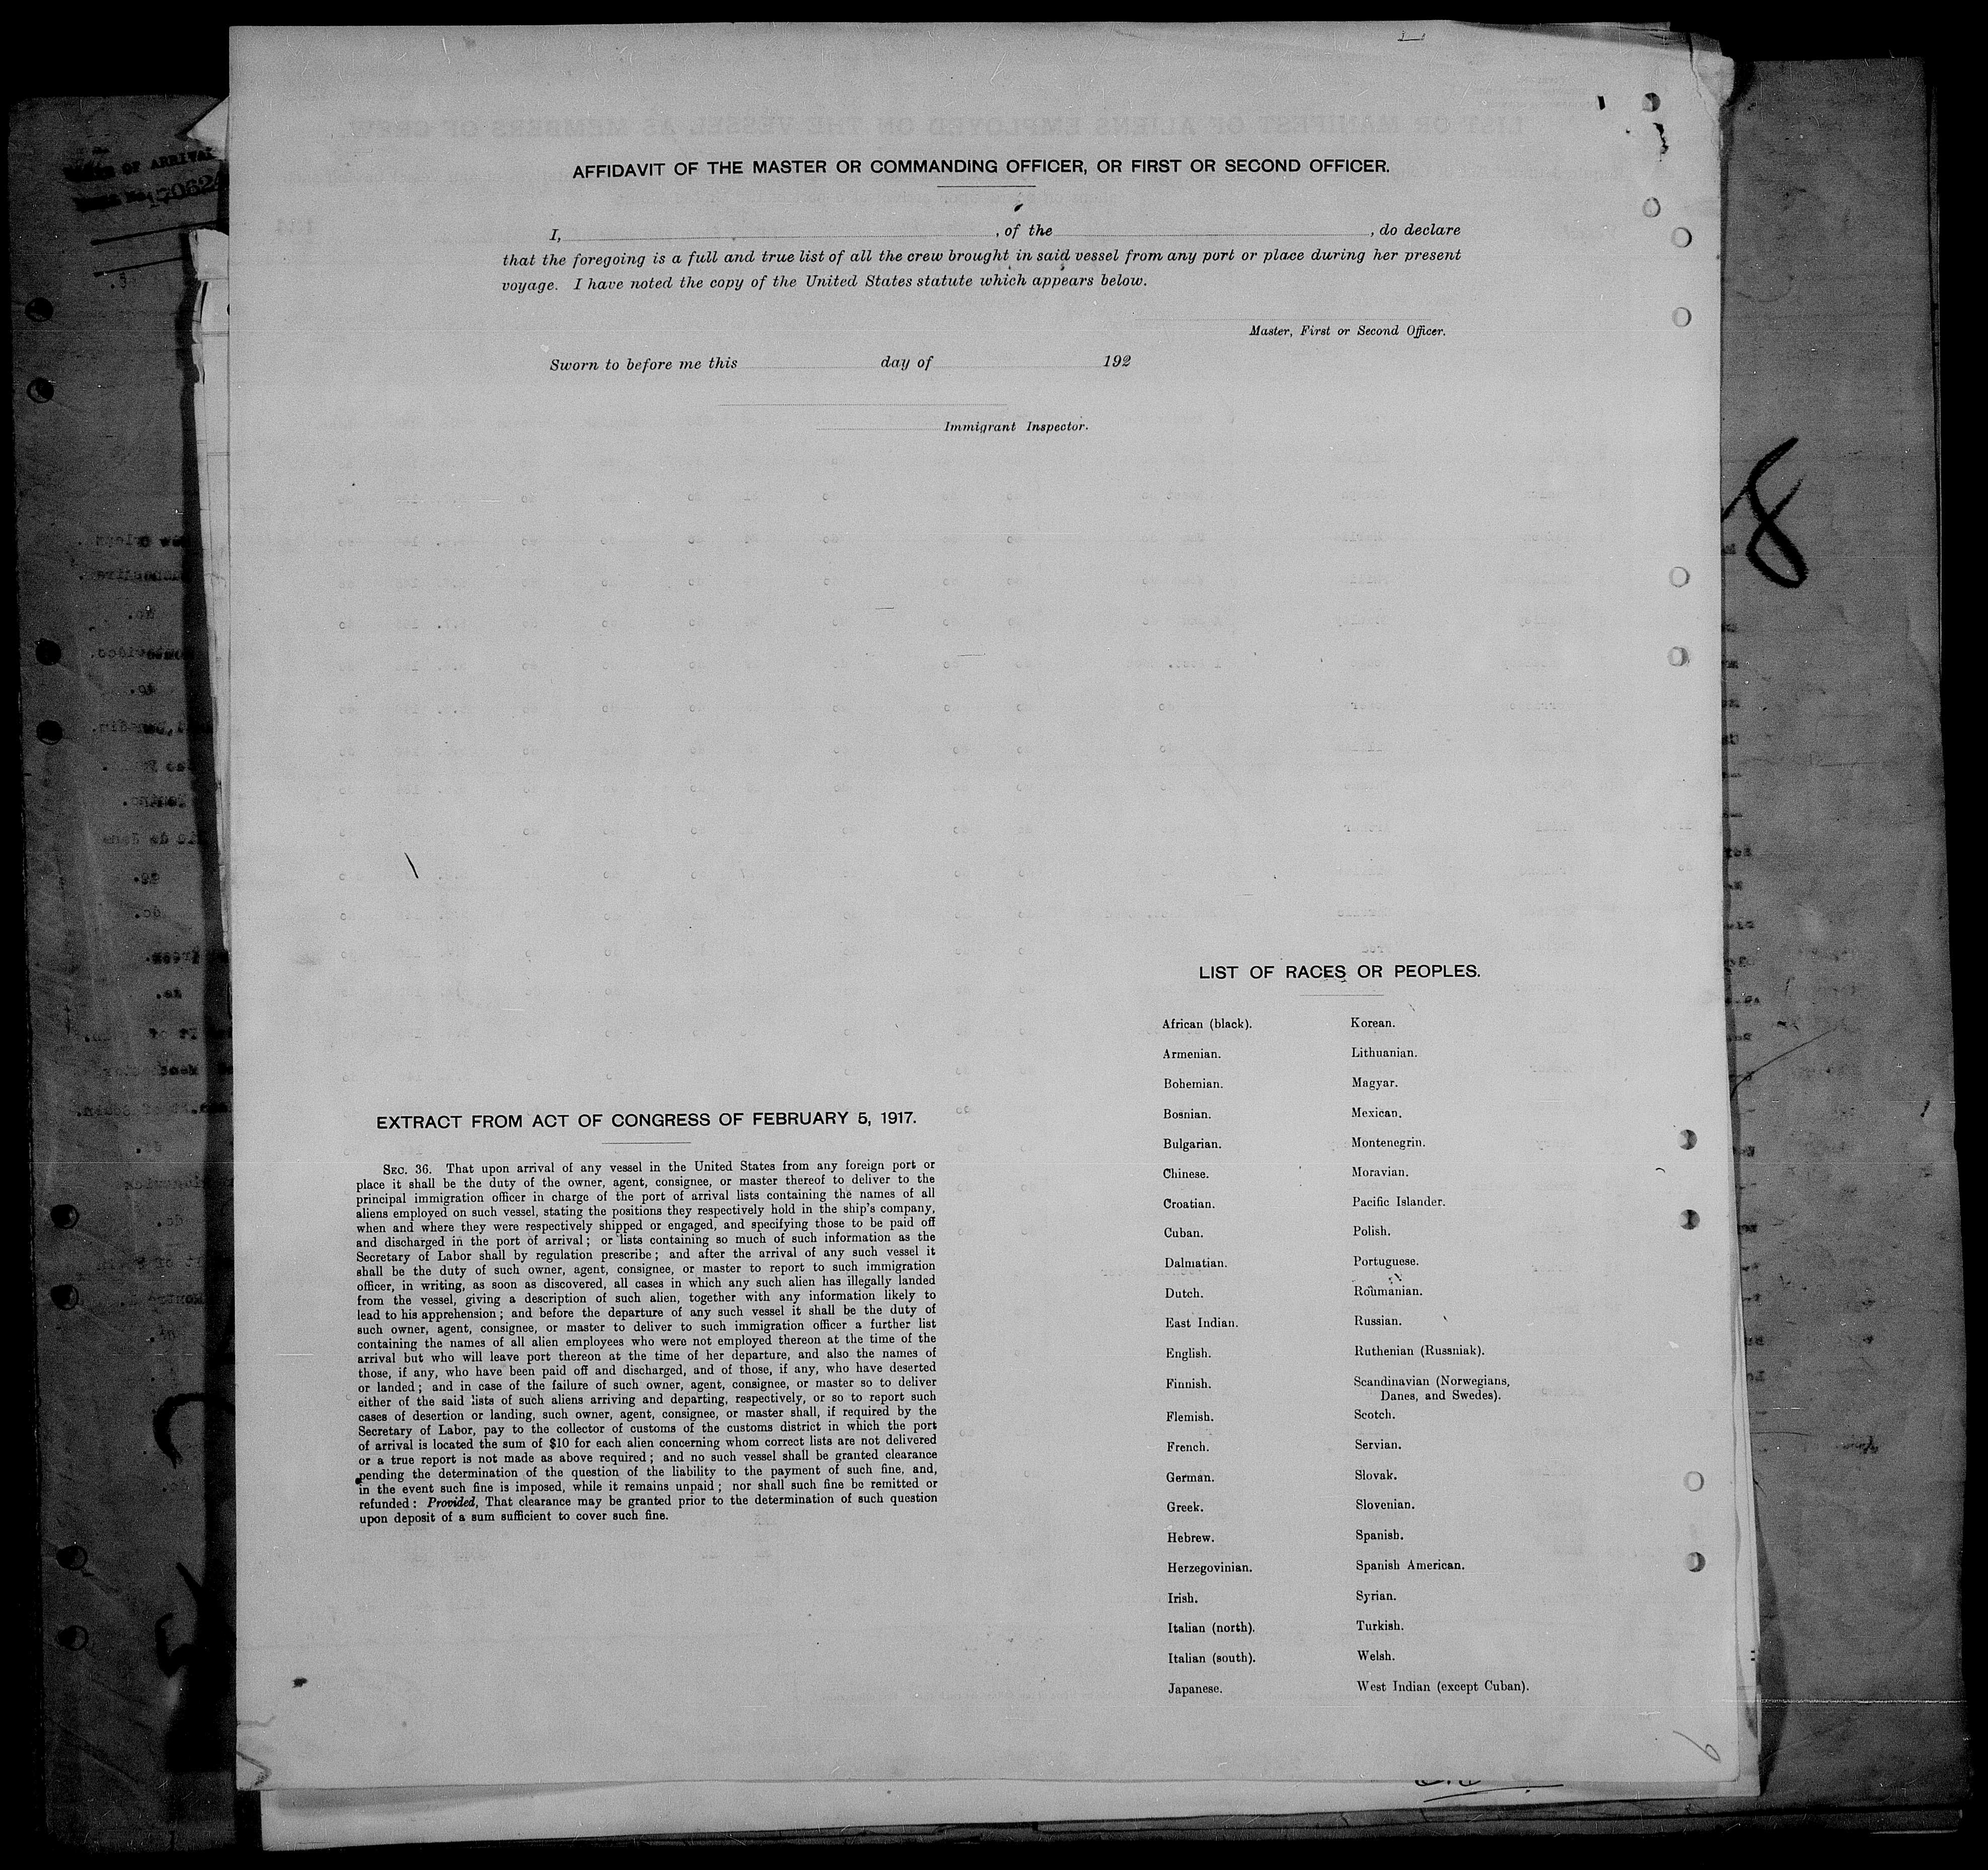 AFFIDAVIT OF THE MASTER OR COMMANDING OFFICER, OR FIRST OR SECOND OFFICER.
I, , of the , do declare
that the foregoing is a full and true list of all the crew brought in said vessel from any port or place during her present
voyage. I have noted the copy of the United States statute which appears below.
Master, First or Second Officer.
Sworn to before me this day of 192
Immigrant Inspector.
EXTRACT FROM ACT OF CONGRESS OF FEBRUARY 5, 1917.
SEC. 36. That upon arrival of any vessel in the United States from any foreign port or
place it shall be the duty of the owner, agent, consignee, or master thereof to deliver to the
principal immigration officer in charge of the port of arrival lists containing the names of all
aliens employed on such vessel, stating the positions they respectively hold in the ship's company,
when and where they were respectively shipped or engaged, and specifying those to be paid off
and discharged in the port of arrival; or lists containing so much of such information as the
Secretary of Labor shall by regulation prescribe; and after the arrival of any such vessel it
shall be the duty of such owner, agent, consignee, or master to report to such immigration
officer, in writing, as soon as discovered, all cases in which any such alien has illegally landed
from the vessel, giving a description of such alien, together with any information likely to
lead to his apprehension; and before the departure of any such vessel it shall be the duty of
such owner, agent, consignee, or master to deliver to such immigration officer a further list
containing the names of all alien employees who were not employed thereon at the time of the
arrival but who will leave port thereon at the time of her departure, and also the names of
those, if any, who have been paid off and discharged, and of those, if any, who have deserted
or landed; and in case of the failure of such owner, agent, consignee, or master so to deliver
either of the said lists of such aliens arriving and departing, respectively, or so to report such
cases of desertion or landing, such owner, agent, consignee, or master shall, if required by the
Secretary of Labor, pay to the collector of customs of the customs district in which the port
of arrival is located the sum of $10 for each alien concerning whom correct lists are not delivered
or a true report is not made as above required; and no such vessel shall be granted clearance
pending the determination of the question of the liability to the payment of such fine, and,
in the event such fine is imposed, while it remains unpaid; nor shall such fine be remitted or
refunded: Provided, That clearance may be granted prior to the determination of such question
upon deposit of a sum sufficient to cover such fine.
LIST OF RACES OR PEOPLES.
African (black).
Armenian.
Bohemian.
Bosnian.
Bulgarian.
Chinese.
Croatian.
Cuban.
Dalmatian.
Dutch.
East Indian.
English.
Finnish.
Flemish.
French.
German.
Greek.
Hebrew.
Herzegovinian.
Irish.
Italian (north).
Italian (south).
Japanese.
Korean.
Lithuanian.
Magyar.
Mexican.
Montenegrin.
Moravian.
Pacific Islander.
Polish.
Portuguese.
Roumanian.
Russian.
Ruthenian (Russniak).
Scandinavian (Norwegians,
Danes, and Swedes).
Scotch.
Servian.
Slovak.
Slovenian.
Spanish.
Spanish American.
Syrian.
Turkish.
Welsh.
West Indian (except Cuban).
8